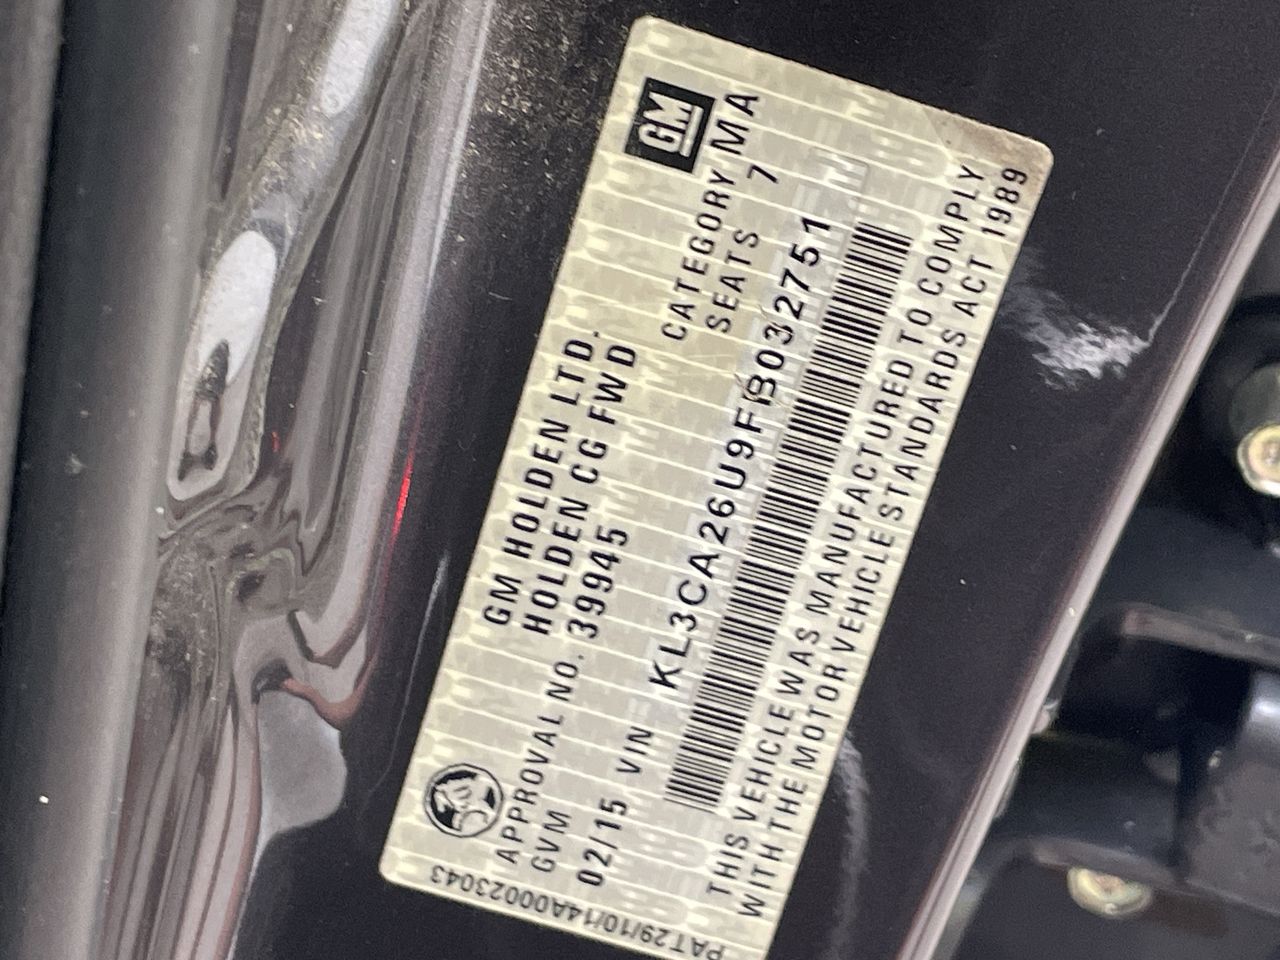 GM
GM HOLDEN LTD.
HOLDEN CG FWD
APPROVAL NO. 39945
CATEGORY MA
GVM
SEATS 7
02/15 VIN KL3CA26U9FB032751
THIS VEHICLE WAS MANUFACTURED TO COMPLY
WITH THE MOTOR VEHICLE STANDARDS ACT 1989
PAT29/10/14A00023043